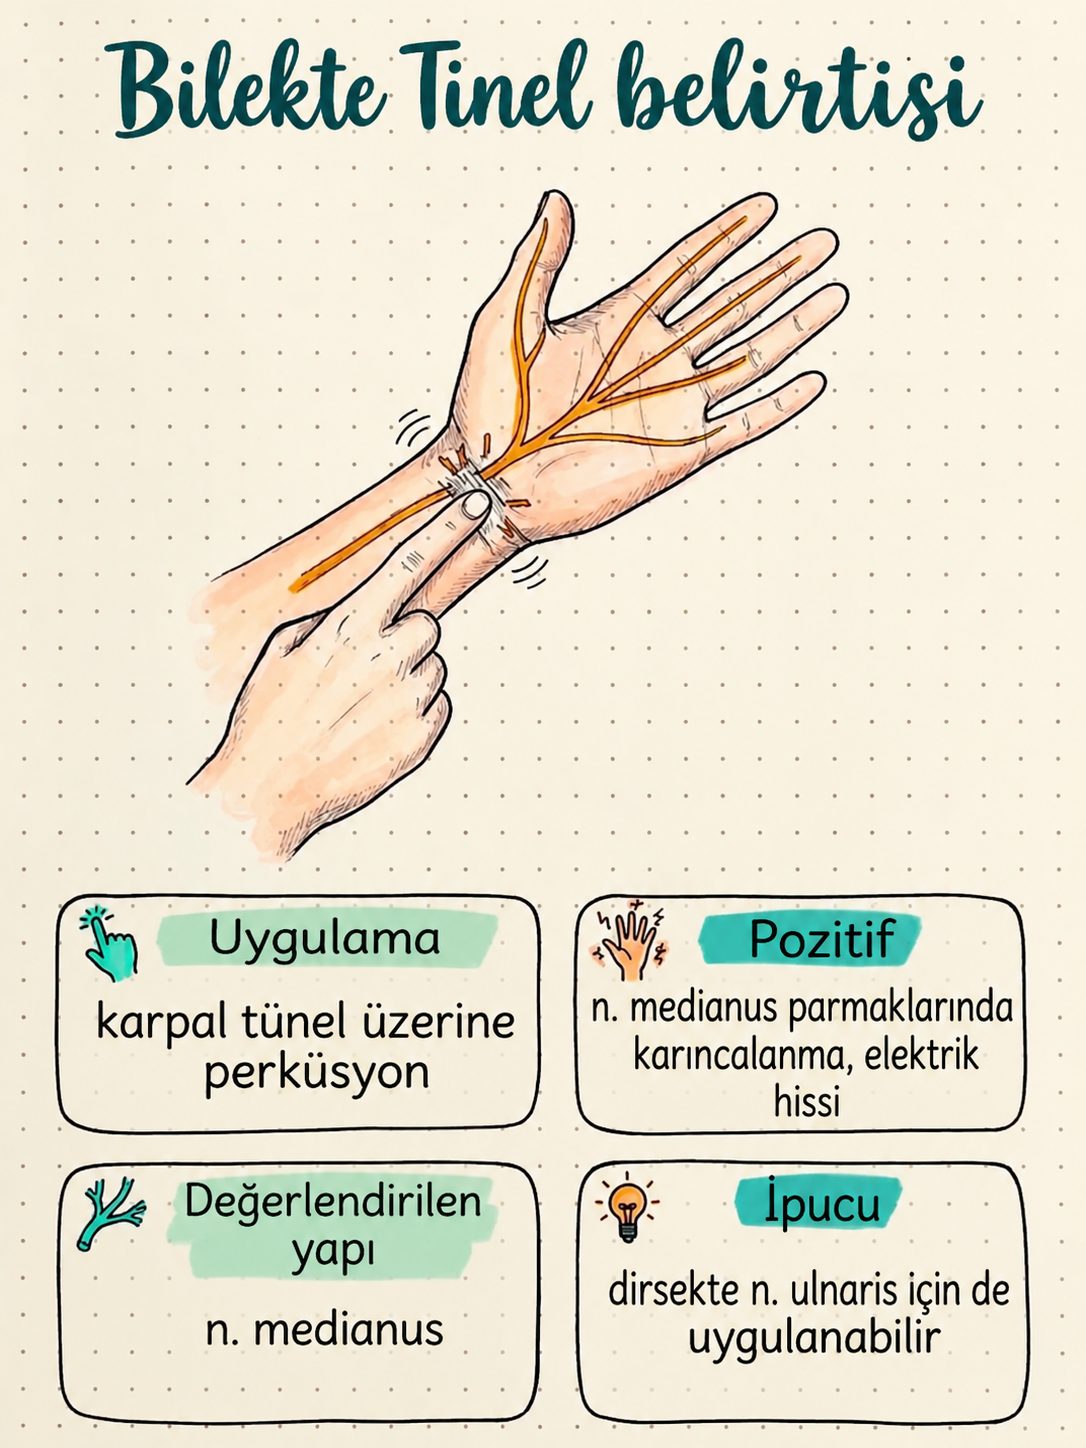 Bilekte Tinel belirtisi
Uygulama
karpal tünel üzerine
perküsyon
Pozitif
n. medianus parmaklarında
karıncalanma, elektrik
hissi
Değerlendirilen
yapı
n. medianus
İpucu
dirsekte n. ulnaris için de
uygulanabilir